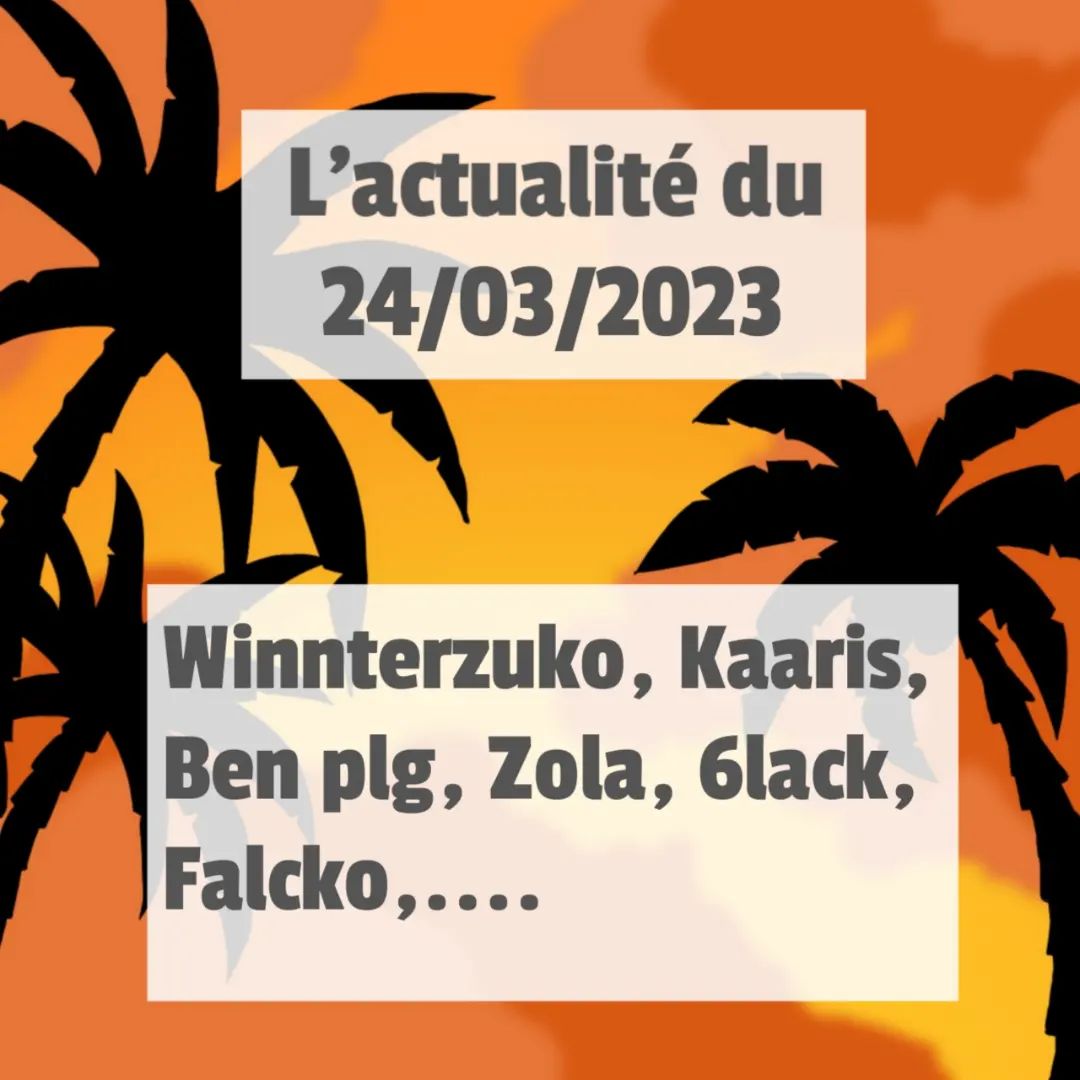 L’actualité du
24/03/2023
Winnterzuko, Kaaris,
Ben plg, Zola, 6lack,
Falcko,....